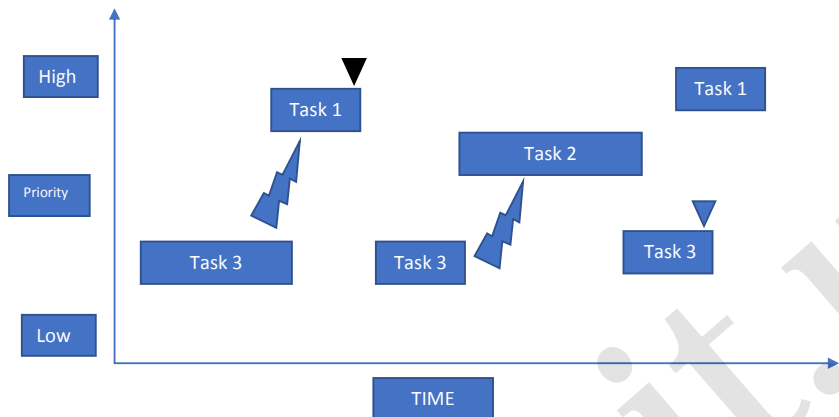 High
Task 1
Task 1
Task 2
Priority
Task 3
Task 3
Task 3
Low
TIME